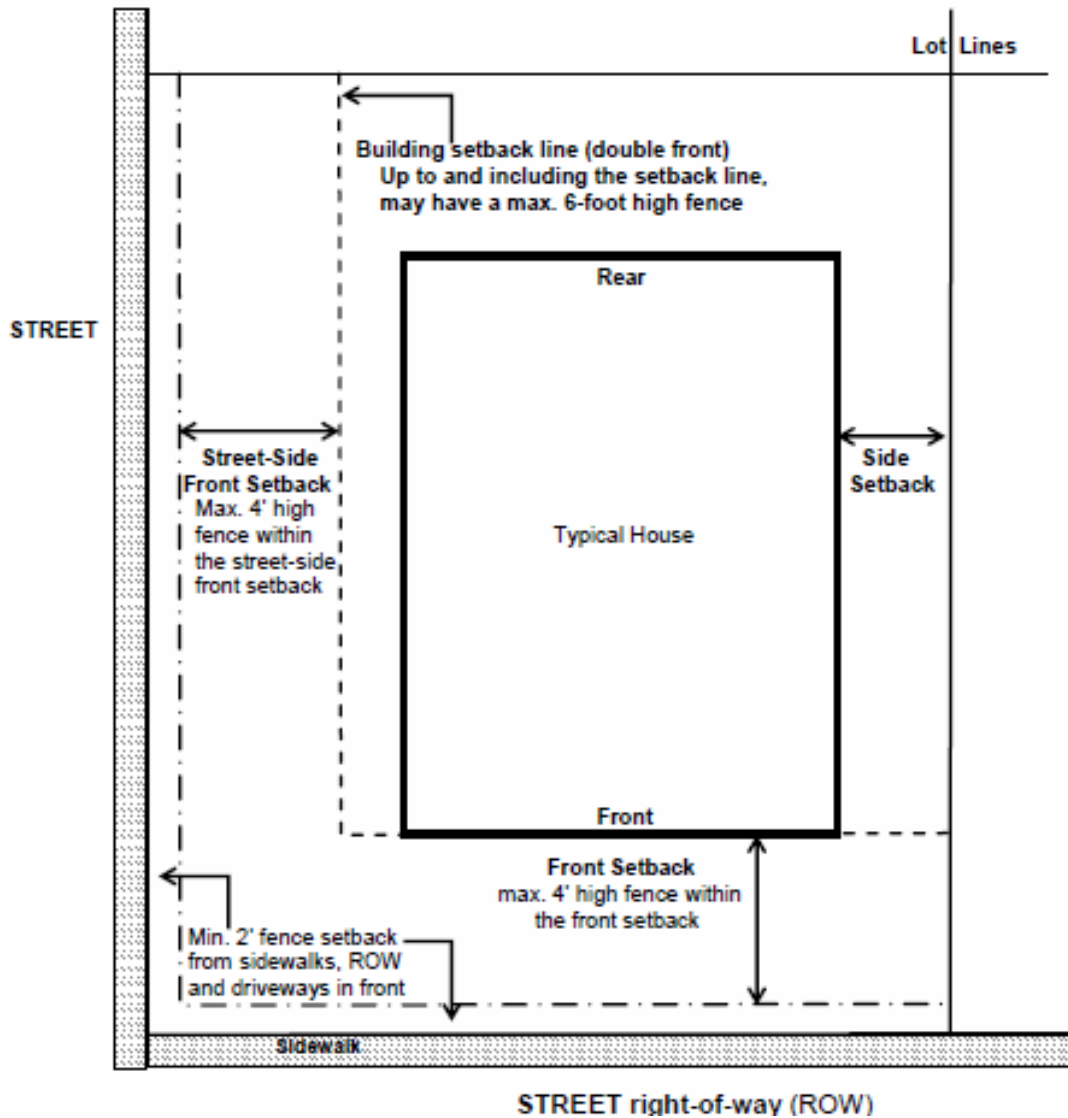 Lot Lines
Building setback line (double front)
Up to and including the setback line,
may have a max. 6-foot high fence
Rear
STREET
Street-Side
Front Setback
Max. 4' high
fence within
the street-side
front setback
Side
Setback
Typical House
Front
Front Setback
max. 4' high fence within
the front setback
Min. 2' fence setback
from sidewalks, ROW
and driveways in front
Sidewalk
STREET right-of-way (ROW)